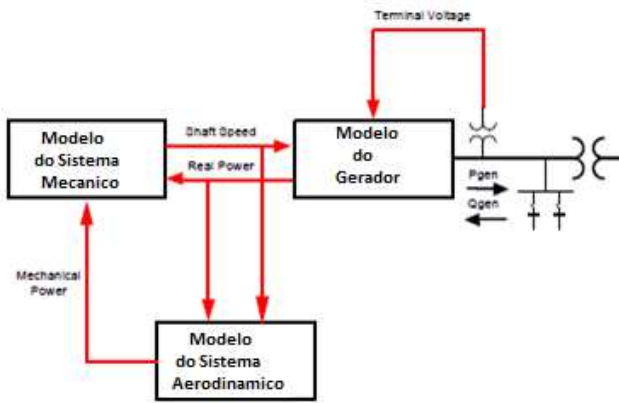 Terminal Voltage
Modelo
do Sistema
Mecanico
Shaft Speed
Real Power
Modelo
do
Gerador
Pgen
Qgen
Mechanical
Power
Modelo
do Sistema
Aerodinamico